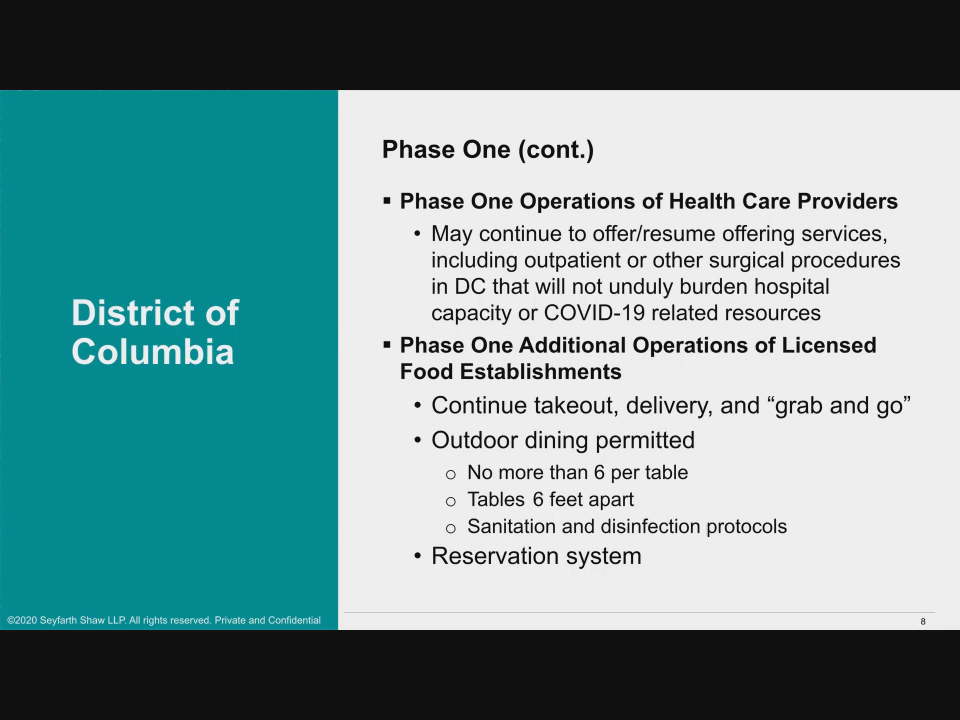 District of
Columbia
Phase One (cont.)
▪ Phase One Operations of Health Care Providers
• May continue to offer/resume offering services,
including outpatient or other surgical procedures
in DC that will not unduly burden hospital
capacity or COVID-19 related resources
▪ Phase One Additional Operations of Licensed
Food Establishments
• Continue takeout, delivery, and “grab and go”
• Outdoor dining permitted
o No more than 6 per table
o Tables 6 feet apart
o Sanitation and disinfection protocols
• Reservation system
©2020 Seyfarth Shaw LLP. All rights reserved. Private and Confidential
8